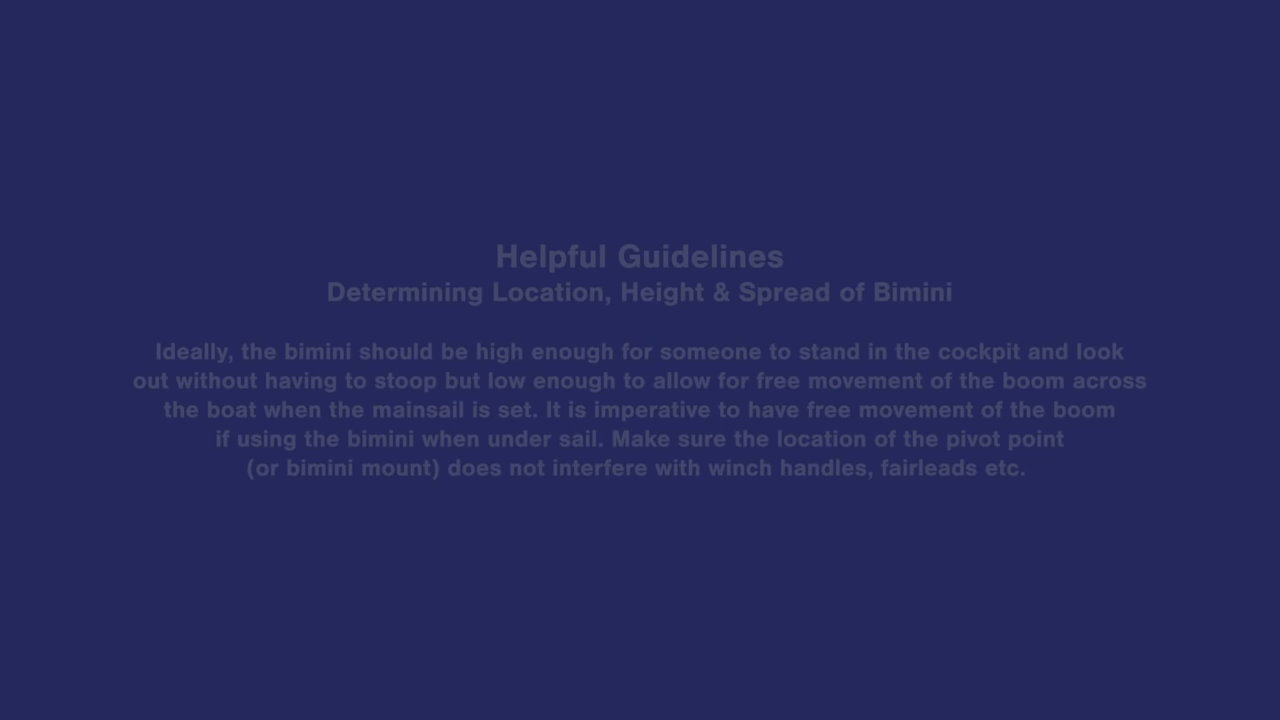 Helpful Guidelines
Determining Location, Height & Spread of Bimini
Ideally, the bimini should be high enough for someone to stand in the cockpit and look
out without having to stoop but low enough to allow for free movement of the boom across
the boat when the mainsail is set. It is imperative to have free movement of the boom
if using the bimini when under sail. Make sure the location of the pivot point
(or bimini mount) does not interfere with winch handles, fairleads etc.